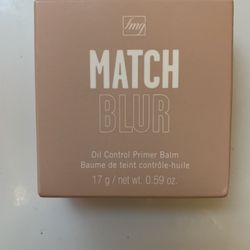 fmg
MATCH
BLUR
Oil Control Primer Balm
Baume de teint contrôle-huile
17 g / net wt. 0.59 oz.